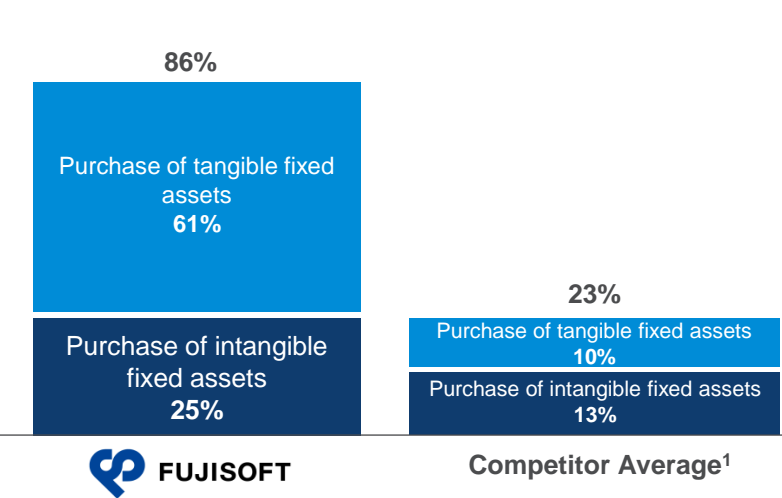 86%
Purchase of tangible fixed
assets
61%
Purchase of intangible
fixed assets
25%
23%
Purchase of tangible fixed assets
10%
Purchase of intangible fixed assets
13%
FUJISOFT
Competitor Average¹